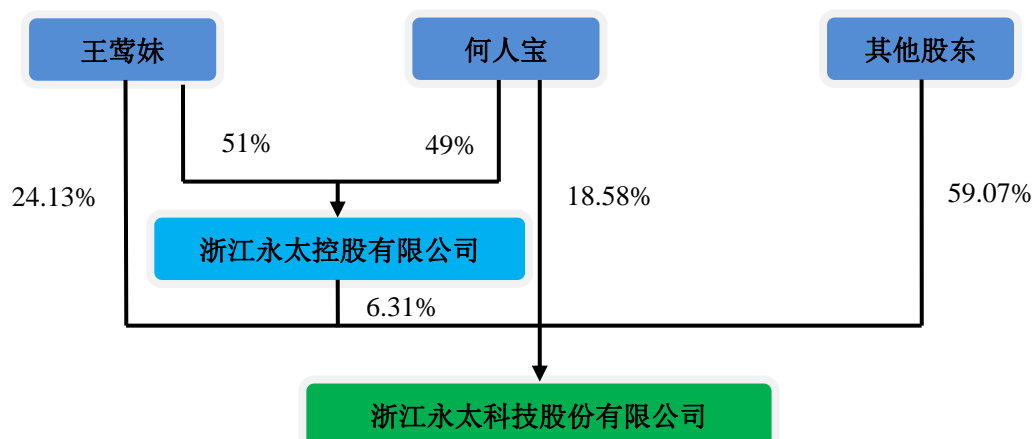 王莺妹
何人宝
其他股东
51%
49%
24.13%
18.58%
59.07%
浙江永太控股有限公司
6.31%
浙江永太科技股份有限公司